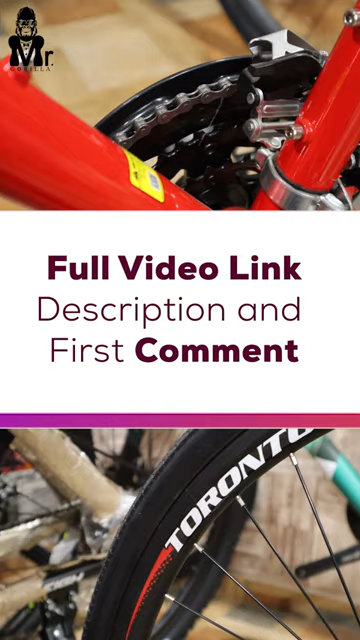 Mr.
GORILLA
Full Video Link
Description and
First Comment
TORONTO